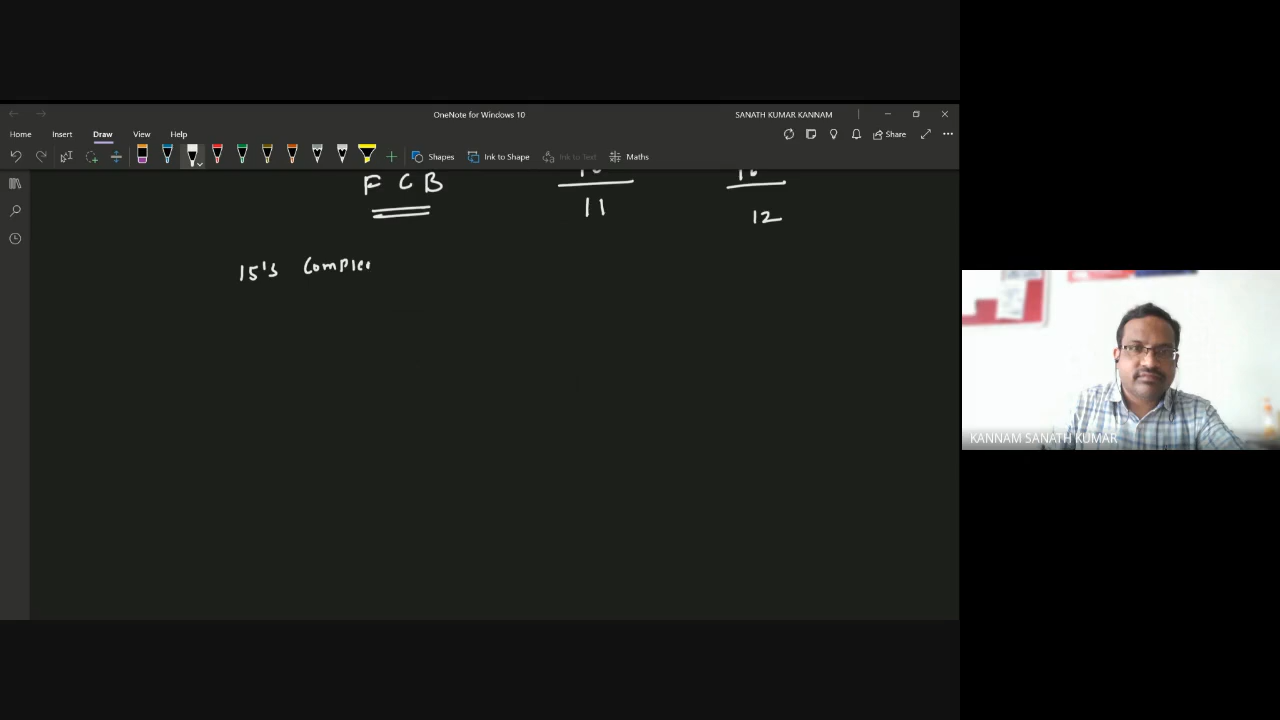 OneNote for Windows 10
SANATH KUMAR KANNAM
Home Insert Draw View Help
Share
Shapes Ink to Shape Ink to Text Maths
F C B
11
12
15's Comple
KANNAM SANATH KUMAR